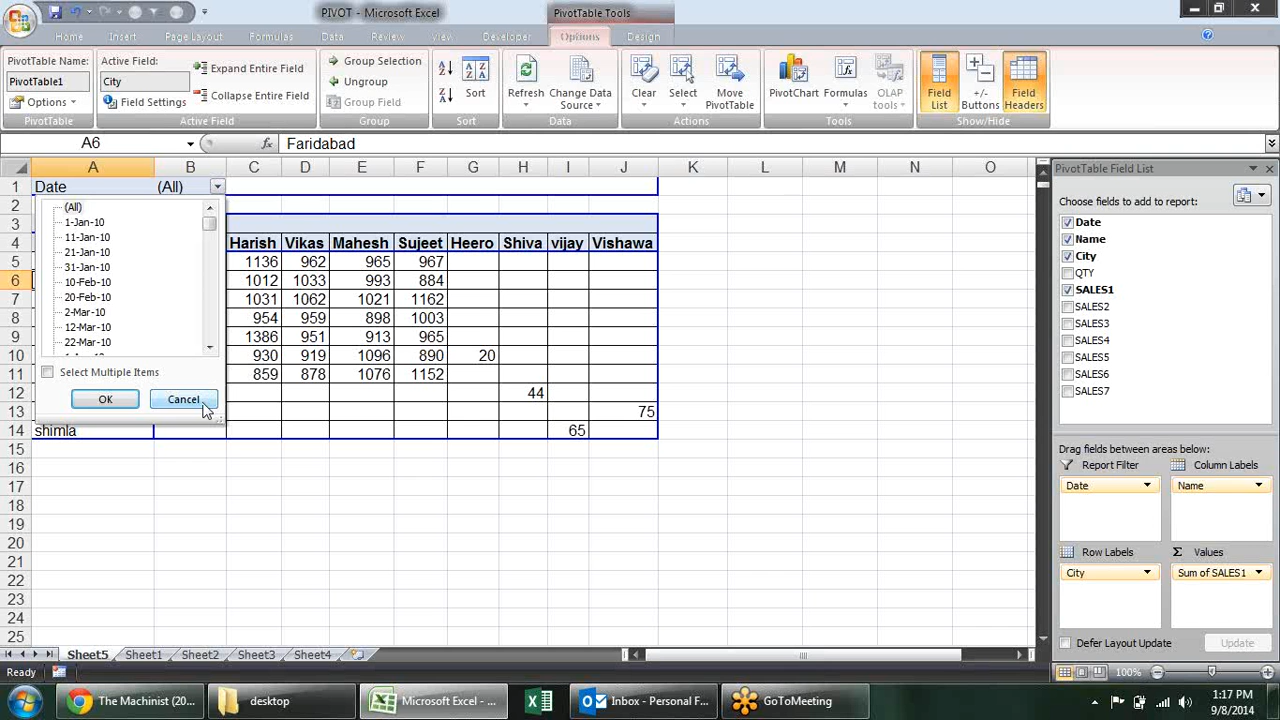 PIVOT - Microsoft Excel
PivotTable Tools
Home Insert Page Layout Formulas Data Review View Developer Options Design
PivotTable Name:
PivotTable1
Options
PivotTable
Active Field:
City
Field Settings
Expand Entire Field
Collapse Entire Field
Active Field
Group Selection
Ungroup
Group Field
Group
Sort
Sort
Refresh
Change Data Source
Data
Clear
Select
Move PivotTable
Actions
PivotChart
Formulas
OLAP tools
Tools
Field List
+/- Buttons
Field Headers
Show/Hide
A6
fx
Faridabad
A B C D E F G H I J K L M N O
1 Date (All)
2
3
4 Harish Vikas Mahesh Sujeet Heero Shiva vijay Vishawa
5 1136 962 965 967
6 1012 1033 993 884
7 1031 1062 1021 1162
8 954 959 898 1003
9 1386 951 913 965
10 930 919 1096 890 20
11 859 878 1076 1152
12 44
13 75
14 shimla 65
15
16
17
18
19
20
21
22
23
24
25
(All)
1-Jan-10
11-Jan-10
21-Jan-10
31-Jan-10
10-Feb-10
20-Feb-10
2-Mar-10
12-Mar-10
22-Mar-10
Select Multiple Items
OK Cancel
PivotTable Field List
Choose fields to add to report:
Date
Name
City
QTY
SALES1
SALES2
SALES3
SALES4
SALES5
SALES6
SALES7
Drag fields between areas below:
Report Filter
Date
Column Labels
Name
Row Labels
City
Σ Values
Sum of SALES1
Defer Layout Update
Update
Sheet5 Sheet1 Sheet2 Sheet3 Sheet4
Ready
100%
The Machinist (20...
desktop
Microsoft Excel - ...
Inbox - Personal F...
GoToMeeting
1:17 PM
9/8/2014